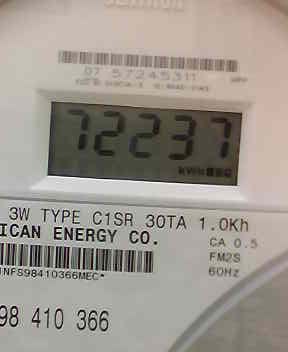 07 57245311
72237
kWh
3W TYPE C1SR 30TA 1.0Kh
ICAN ENERGY CO.
CA 0.5
FM2S
60Hz
INFS98410366MEC*
98 410 366